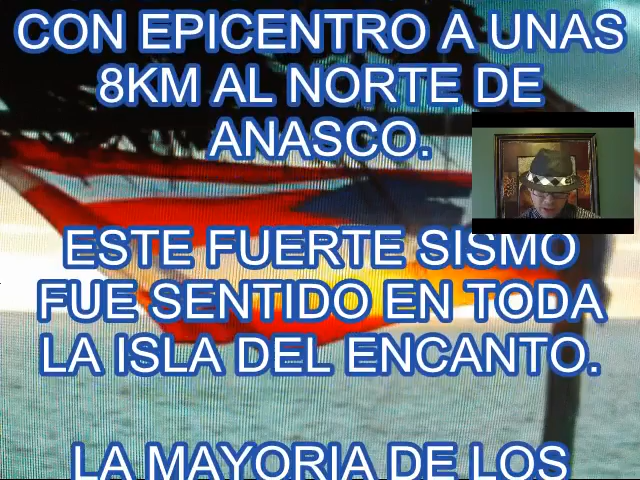 CON EPICENTRO A UNAS
8KM AL NORTE DE
ANASCO.
ESTE FUERTE SISMO
FUE SENTIDO EN TODA
LA ISLA DEL ENCANTO.
LA MAYORIA DE LOS